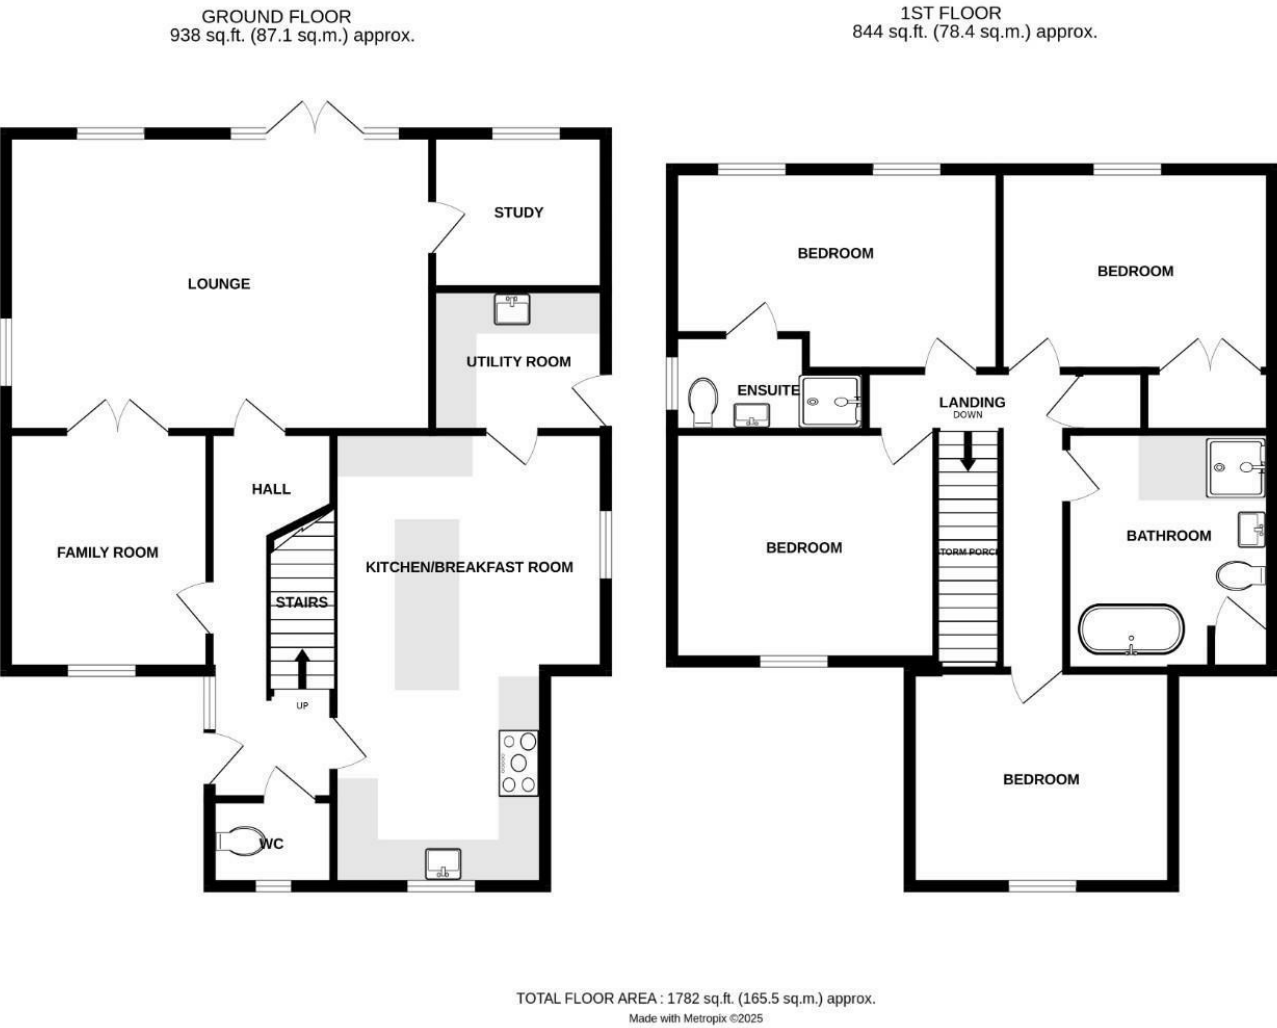 GROUND FLOOR
938 sq.ft. (87.1 sq.m.) approx.
1ST FLOOR
844 sq.ft. (78.4 sq.m.) approx.
STUDY
LOUNGE
UTILITY ROOM
HALL
FAMILY ROOM
KITCHEN/BREAKFAST ROOM
STAIRS
UP
WC
BEDROOM
BEDROOM
ENSUITE
LANDING
DOWN
BEDROOM
TORM PORC
BATHROOM
BEDROOM
TOTAL FLOOR AREA : 1782 sq.ft. (165.5 sq.m.) approx.
Made with Metropix ©2025